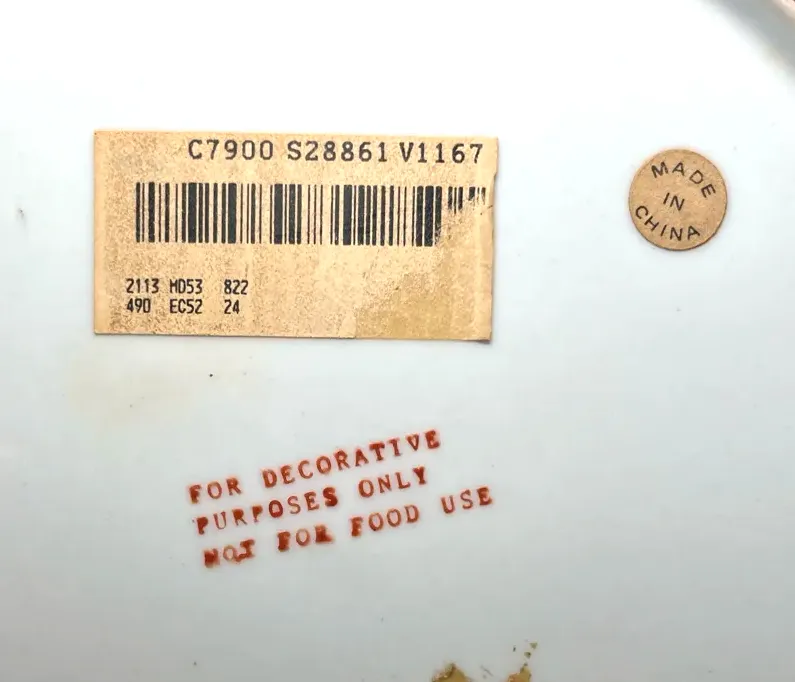 C7900 S28861 V1167
2113 MD53 822
490 EC52 24
MADE
IN
CHINA
FOR DECORATIVE
PURPOSES ONLY
NOT FOR FOOD USE